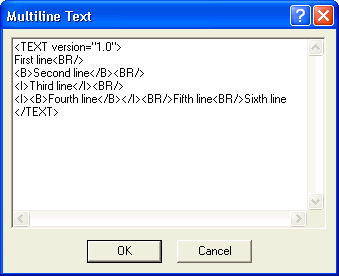 Multiline Text
<TEXT version="1.0">
First line<BR/>
<B>Second line</B><BR/>
<I>Third line</I><BR/>
<I><B>Fourth line</B></I><BR/>Fifth line<BR/>Sixth line
</TEXT>
OK
Cancel